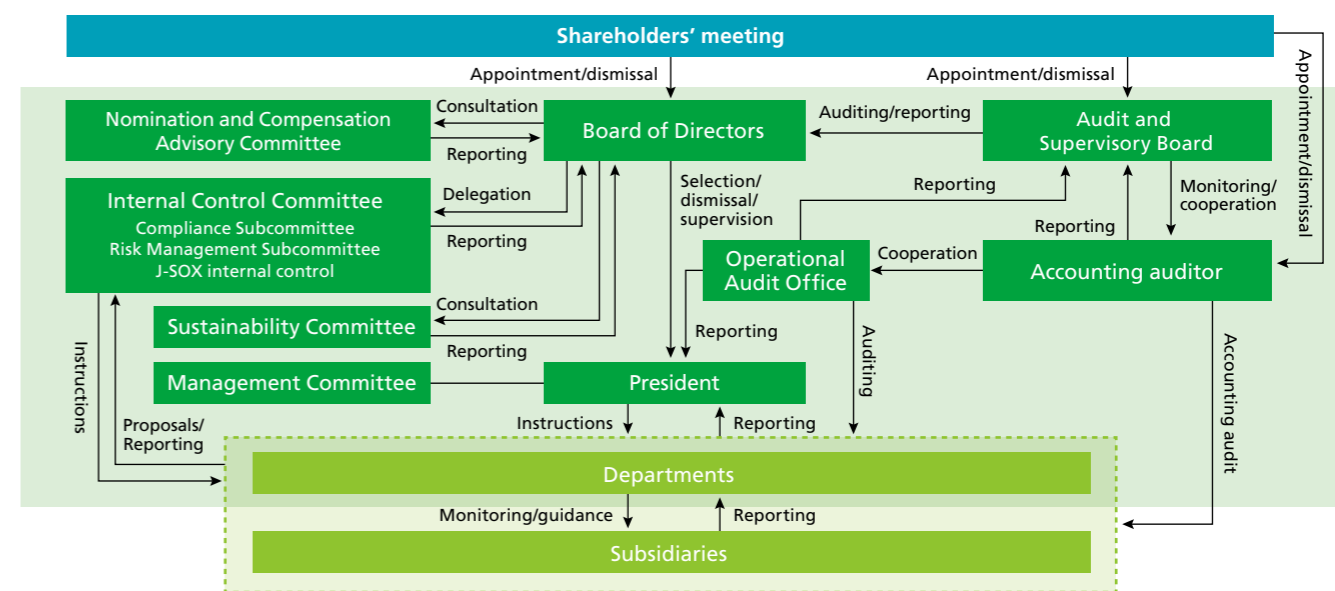 Shareholders' meeting
Appointment/dismissal
Appointment/dismissal
Appointment/dismissal
Nomination and Compensation
Advisory Committee
Consultation
Reporting
Board of Directors
Auditing/reporting
Audit and
Supervisory Board
Internal Control Committee
Compliance Subcommittee
Risk Management Subcommittee
J-SOX internal control
Delegation
Reporting
Selection/
dismissal/
supervision
Reporting
Monitoring/
cooperation
Reporting
Operational
Audit Office
Cooperation
Accounting auditor
Sustainability Committee
Consultation
Reporting
Reporting
Auditing
Accounting audit
Management Committee
President
Instructions
Proposals/
Reporting
Instructions
Reporting
Departments
Monitoring/guidance
Reporting
Subsidiaries